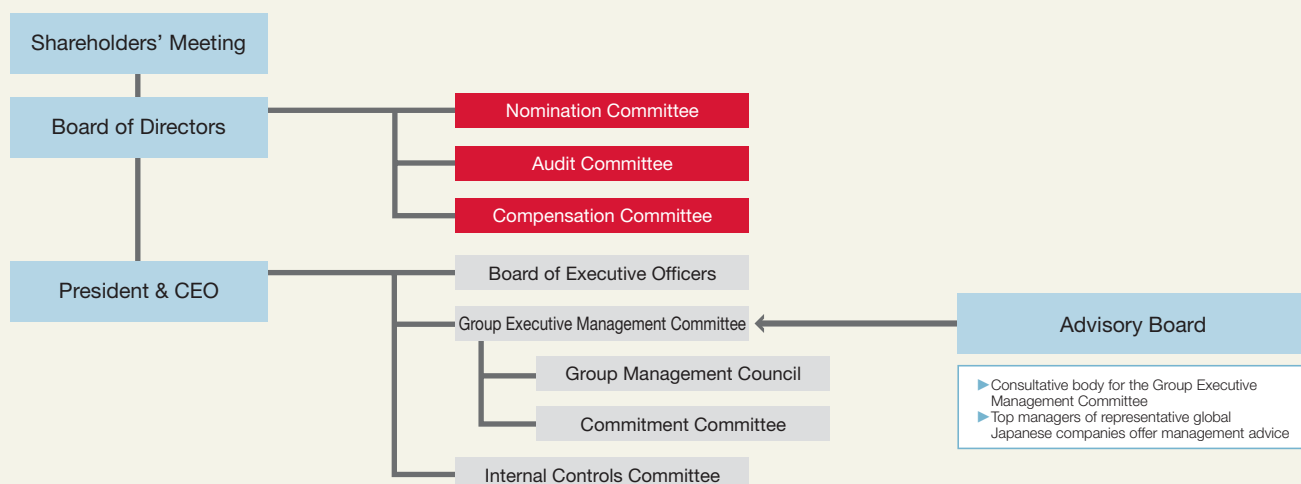 Shareholders’ Meeting
Board of Directors
Nomination Committee
Audit Committee
Compensation Committee
President & CEO
Board of Executive Officers
Group Executive Management Committee
Advisory Board
Group Management Council
Commitment Committee
Internal Controls Committee
▶Consultative body for the Group Executive
Management Committee
▶Top managers of representative global
Japanese companies offer management advice